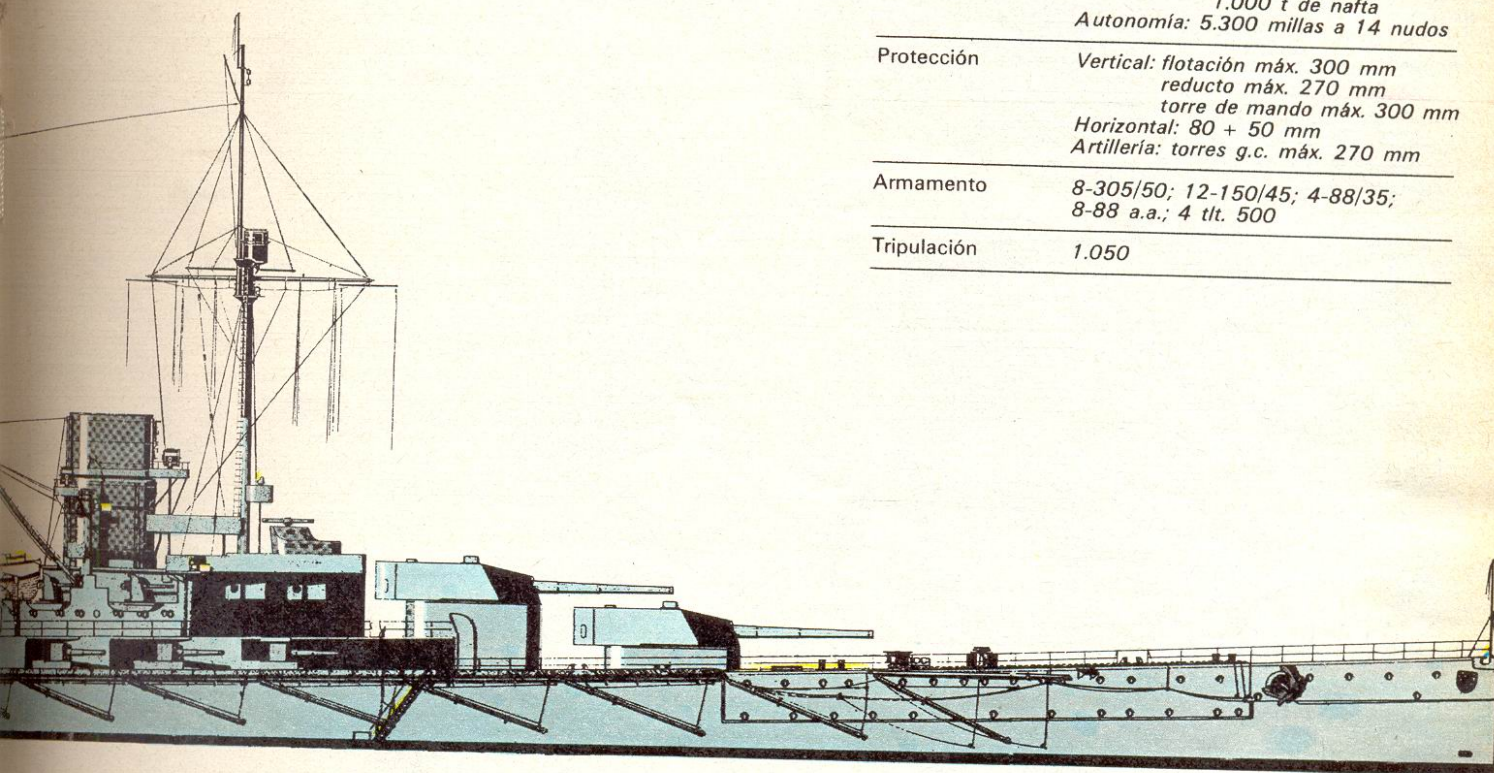 1.000 t de nafta
Autonomía: 5.300 millas a 14 nudos
Protección Vertical: flotación máx. 300 mm
reducto máx. 270 mm
torre de mando máx. 300 mm
Horizontal: 80 + 50 mm
Artillería: torres g.c. máx. 270 mm
Armamento 8-305/50; 12-150/45; 4-88/35;
8-88 a.a.; 4 tlt. 500
Tripulación 1.050